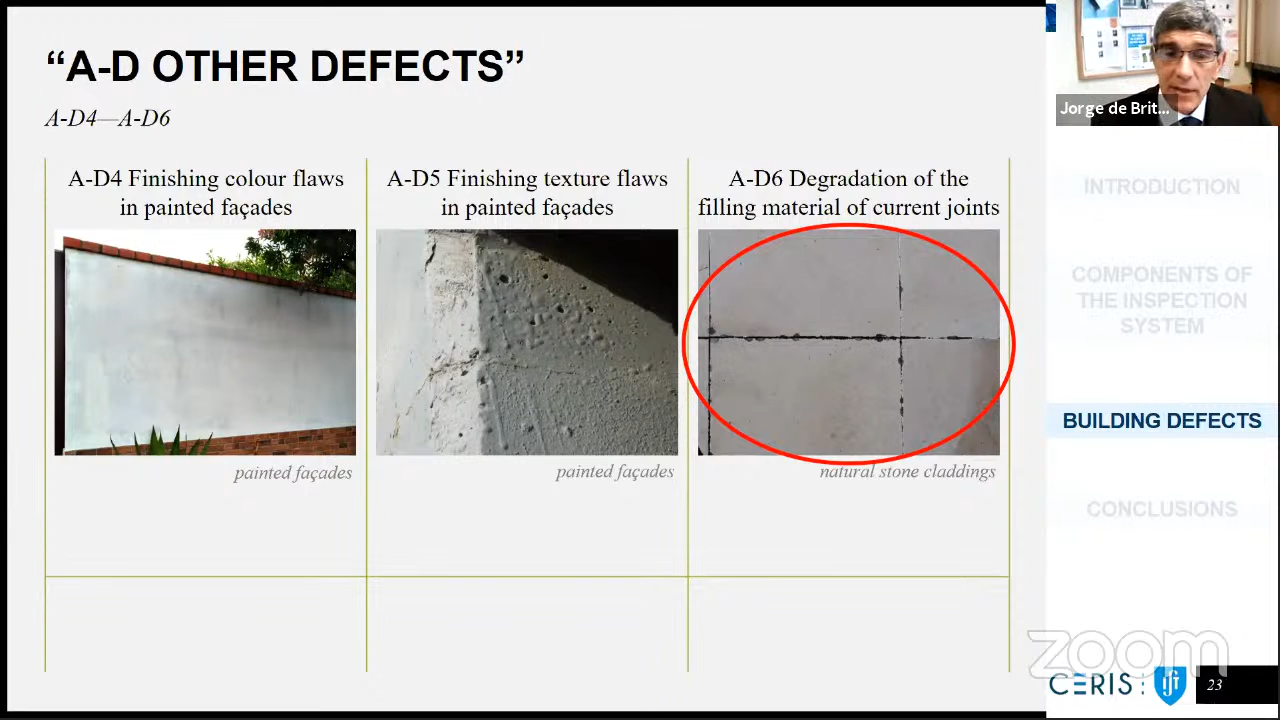 “A-D OTHER DEFECTS”
A-D4—A-D6
A-D4 Finishing colour flaws
in painted façades
painted façades
A-D5 Finishing texture flaws
in painted façades
painted façades
A-D6 Degradation of the
filling material of current joints
natural stone claddings
Jorge de Brit...
INTRODUCTION
COMPONENTS OF
THE INSPECTION
SYSTEM
BUILDING DEFECTS
CONCLUSIONS
zoom
CERIS:
23